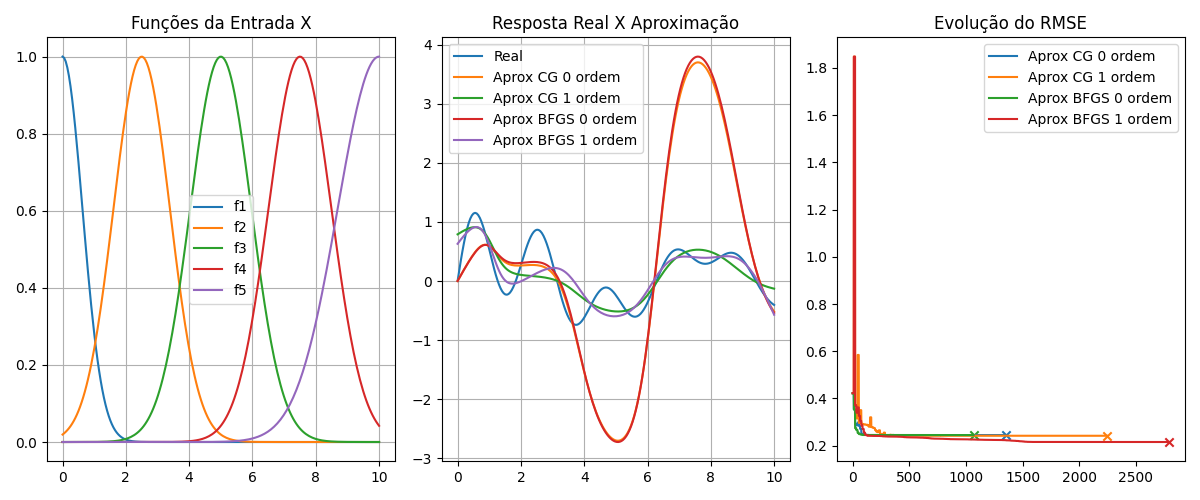 Funções da Entrada X
1.0
0.8
0.6
0.4
0.2
0.0
0 2 4 6 8 10
f1
f2
f3
f4
f5
Resposta Real X Aproximação
4
3
2
1
0
−1
−2
−3
0 2 4 6 8 10
Real
Aprox CG 0 ordem
Aprox CG 1 ordem
Aprox BFGS 0 ordem
Aprox BFGS 1 ordem
Evolução do RMSE
1.8
1.6
1.4
1.2
1.0
0.8
0.6
0.4
0.2
0 500 1000 1500 2000 2500
Aprox CG 0 ordem
Aprox CG 1 ordem
Aprox BFGS 0 ordem
Aprox BFGS 1 ordem